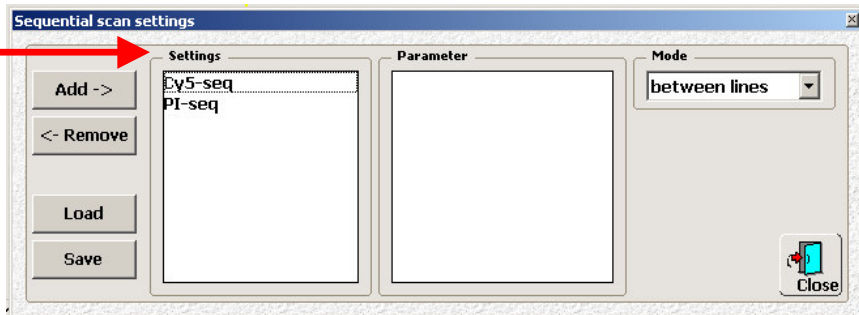 Sequential scan settings
Settings
Parameter
Mode
Add ->
Cy5-seq
between lines
PI-seq
<- Remove
Load
Save
Close